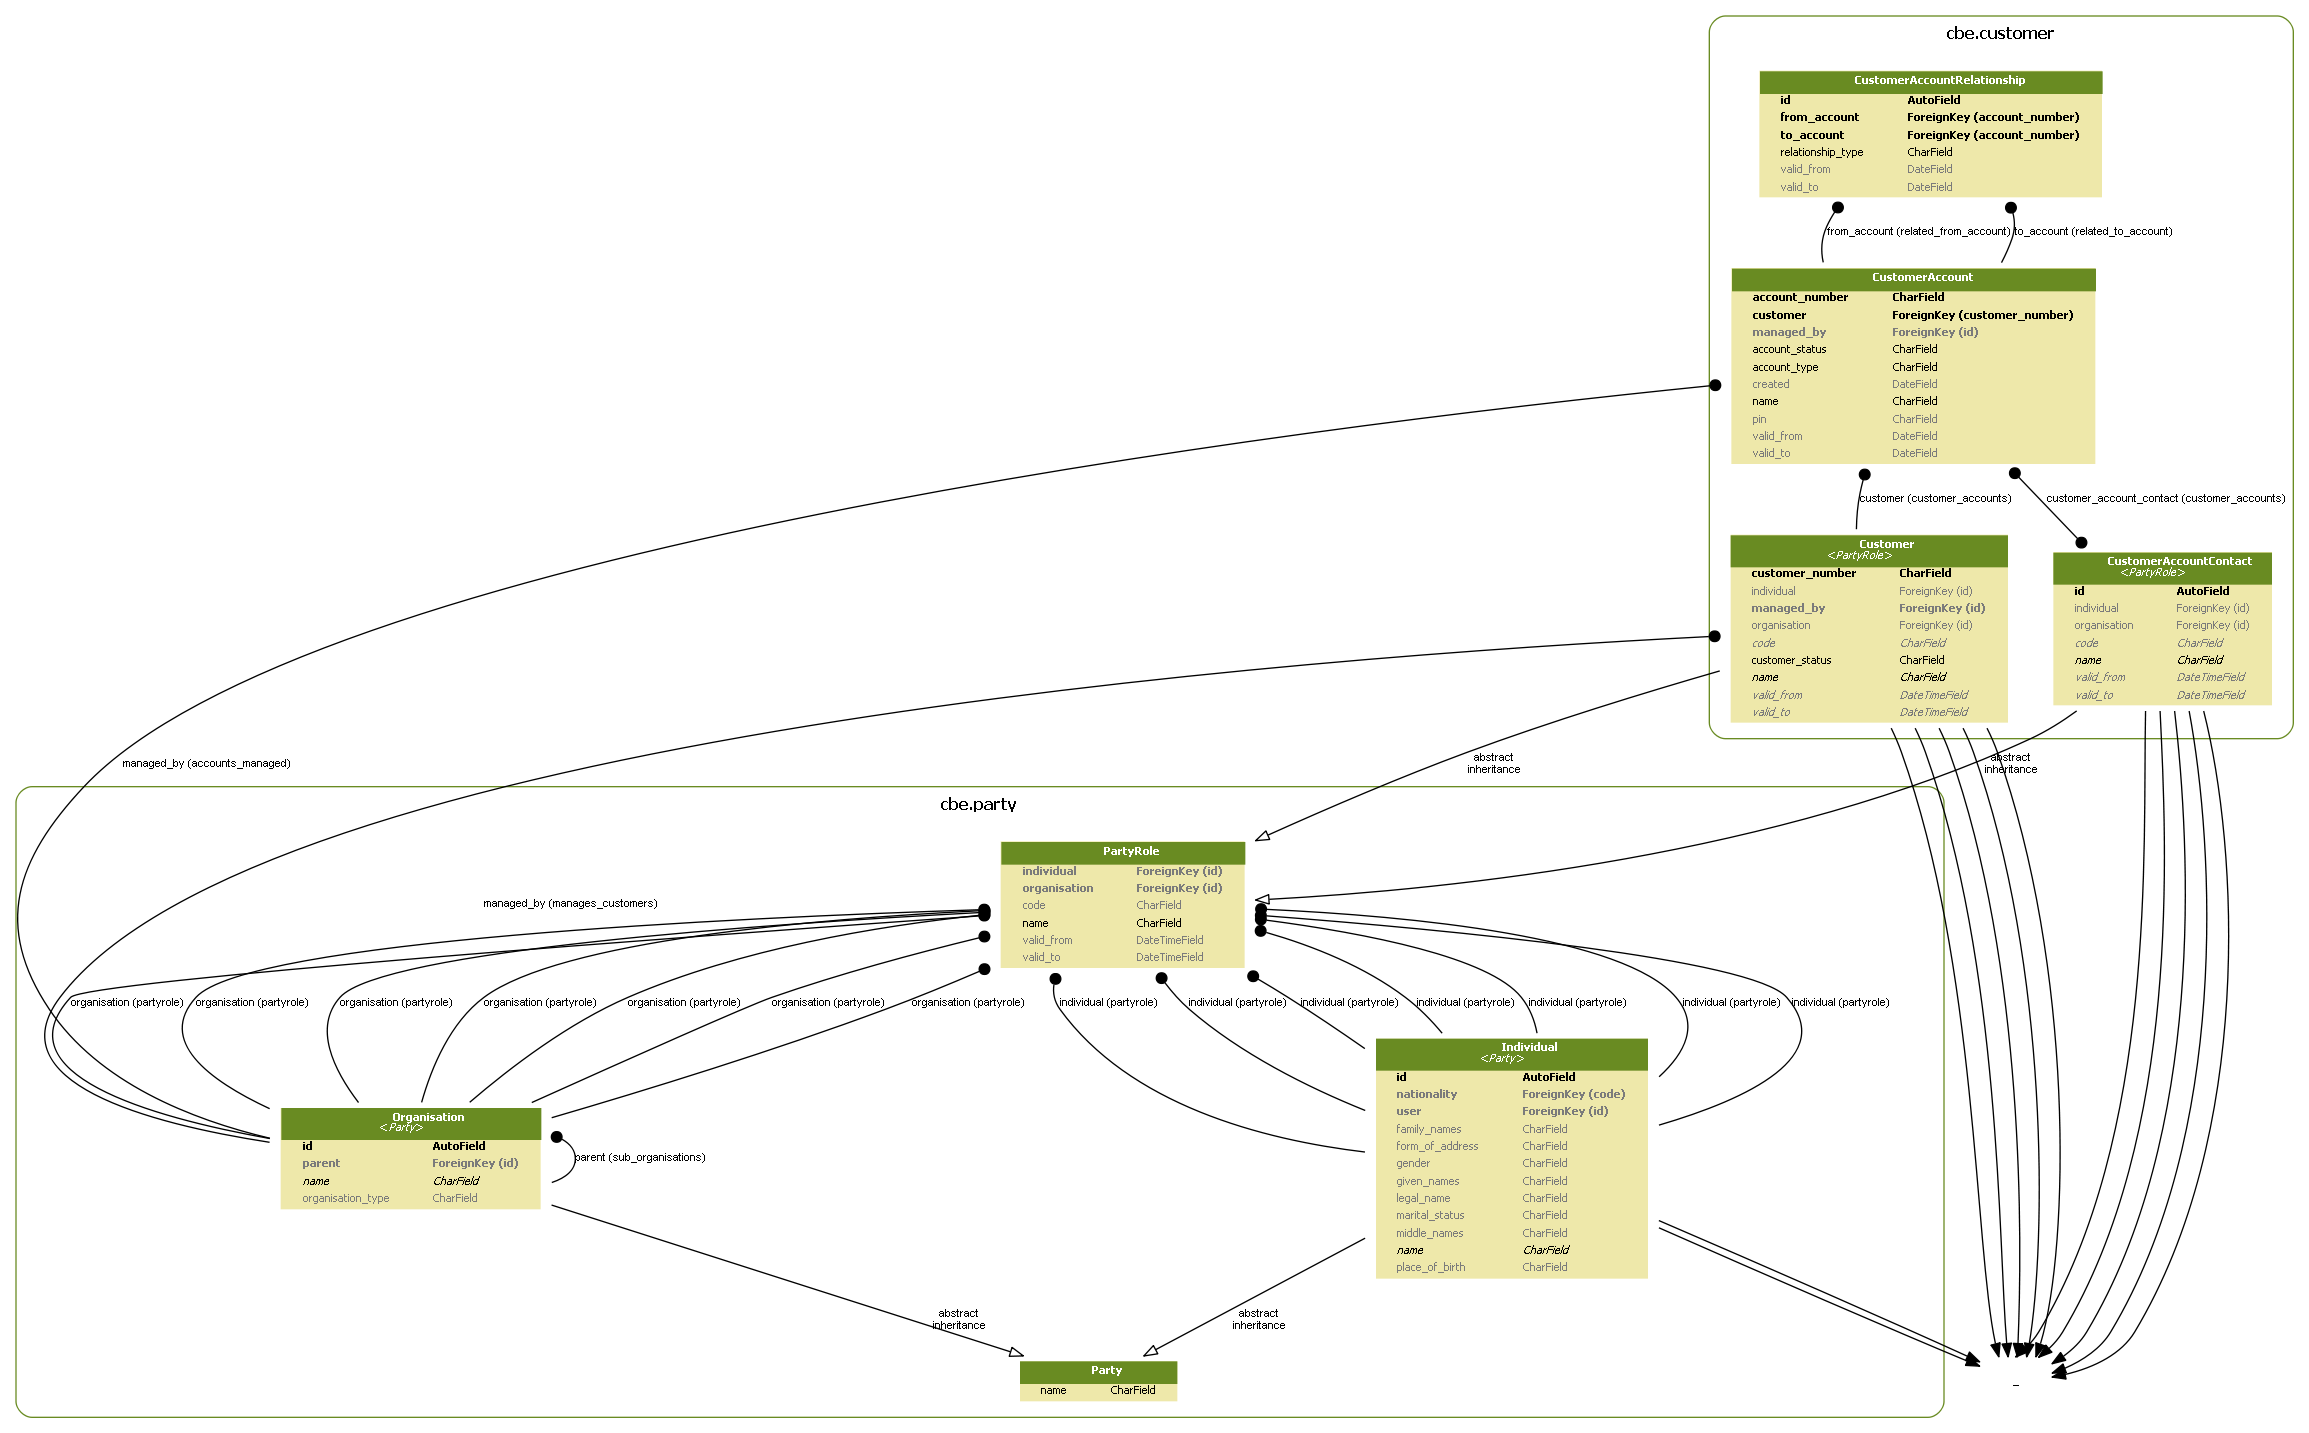 cbe.customer
CustomerAccountRelationship
id AutoField
from_account ForeignKey (account_number)
to_account ForeignKey (account_number)
relationship_type CharField
valid_from DateField
valid_to DateField
from_account (related_from_account) to_account (related_to_account)
CustomerAccount
account_number CharField
customer ForeignKey (customer_number)
managed_by ForeignKey (id)
account_status CharField
account_type CharField
created DateField
name CharField
pin CharField
valid_from DateField
valid_to DateField
customer (customer_accounts)
customer_account_contact (customer_accounts)
Customer
<PartyRole>
customer_number CharField
individual ForeignKey (id)
managed_by ForeignKey (id)
organisation ForeignKey (id)
code CharField
customer_status CharField
name CharField
valid_from DateTimeField
valid_to DateTimeField
CustomerAccountContact
<PartyRole>
id AutoField
individual ForeignKey (id)
organisation ForeignKey (id)
code CharField
name CharField
valid_from DateTimeField
valid_to DateTimeField
managed_by (accounts_managed)
abstract
inheritance
abstract
inheritance
cbe.party
PartyRole
individual ForeignKey (id)
organisation ForeignKey (id)
code CharField
name CharField
valid_from DateTimeField
valid_to DateTimeField
managed_by (manages_customers)
organisation (partyrole)
organisation (partyrole)
organisation (partyrole)
organisation (partyrole)
organisation (partyrole)
organisation (partyrole)
organisation (partyrole)
individual (partyrole)
individual (partyrole)
individual (partyrole)
individual (partyrole)
individual (partyrole)
individual (partyrole)
individual (partyrole)
Individual
<Party>
id AutoField
nationality ForeignKey (code)
user ForeignKey (id)
family_names CharField
form_of_address CharField
gender CharField
given_names CharField
legal_name CharField
marital_status CharField
middle_names CharField
name CharField
place_of_birth CharField
Organisation
<Party>
id AutoField
parent ForeignKey (id)
name CharField
organisation_type CharField
parent (sub_organisations)
abstract
inheritance
abstract
inheritance
Party
name CharField
_